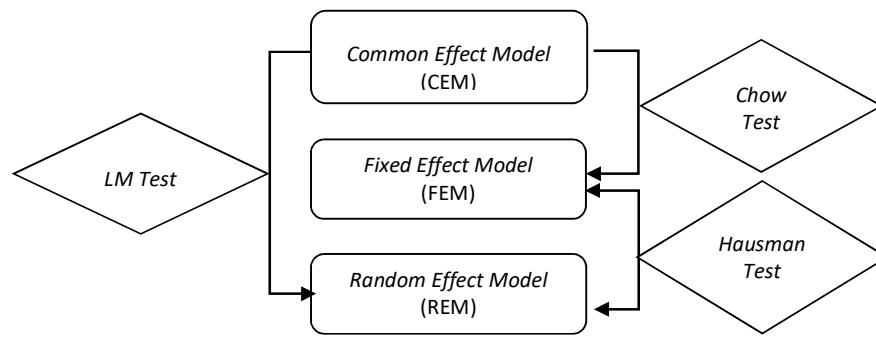 Common Effect Model
(CEM)
Chow
Test
LM Test
Fixed Effect Model
(FEM)
Hausman
Test
Random Effect Model
(REM)